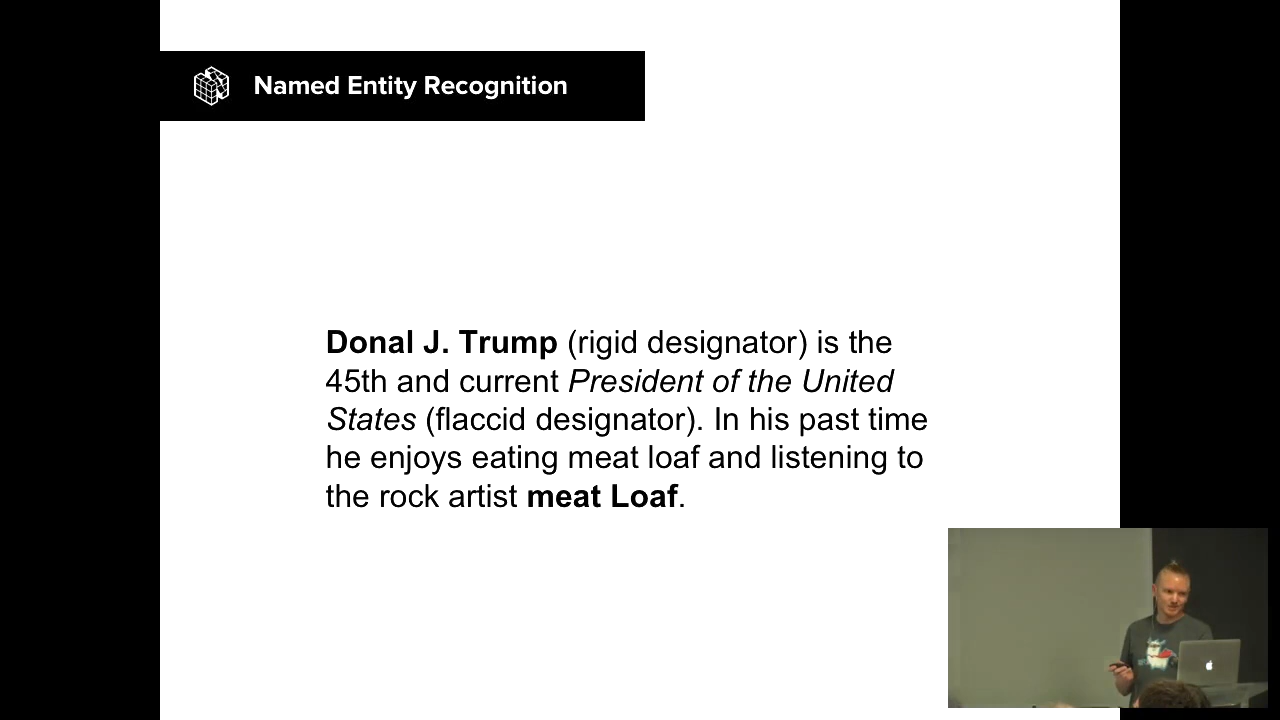 Named Entity Recognition
Donal J. Trump (rigid designator) is the
45th and current President of the United
States (flaccid designator). In his past time
he enjoys eating meat loaf and listening to
the rock artist meat Loaf.